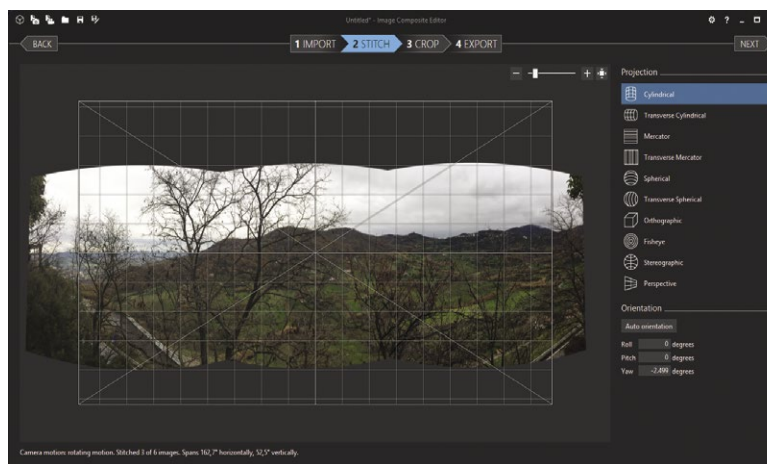 Untitled* - Image Composite Editor
?
BACK
1 IMPORT
2 STITCH
3 CROP
4 EXPORT
NEXT
Projection
Cylindrical
Transverse Cylindrical
Mercator
Transverse Mercator
Spherical
Transverse Spherical
Orthographic
Fisheye
Stereographic
Perspective
Orientation
Auto orientation
Roll 0 degrees
Pitch 0 degrees
Yaw -2,499 degrees
Camera motion: rotating motion. Stitched 3 of 6 images. Spans 162,7° horizontally, 52,5° vertically.